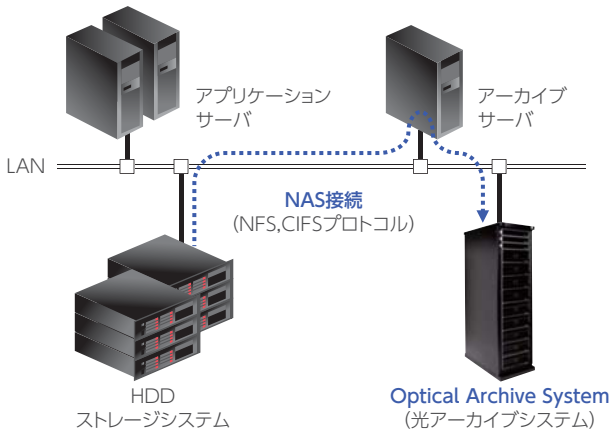 アプリケーション
サーバ
アーカイブ
サーバ
LAN
NAS接続
(NFS,CIFSプロトコル)
HDD
ストレージシステム
Optical Archive System
(光アーカイブシステム)